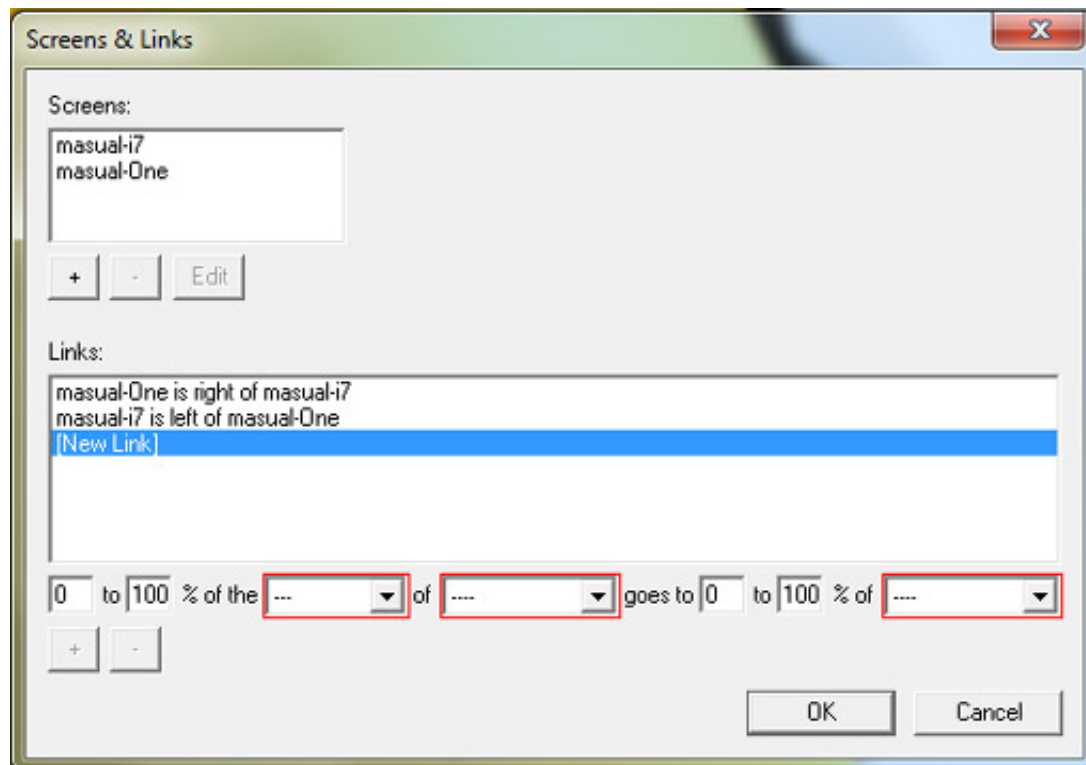 Screens & Links
Screens:
masual-i7
masual-One
+ - Edit
Links:
masual-One is right of masual-i7
masual-i7 is left of masual-One
[New Link]
0 to 100 % of the --- of ---- goes to 0 to 100 % of ----
+ -
OK Cancel